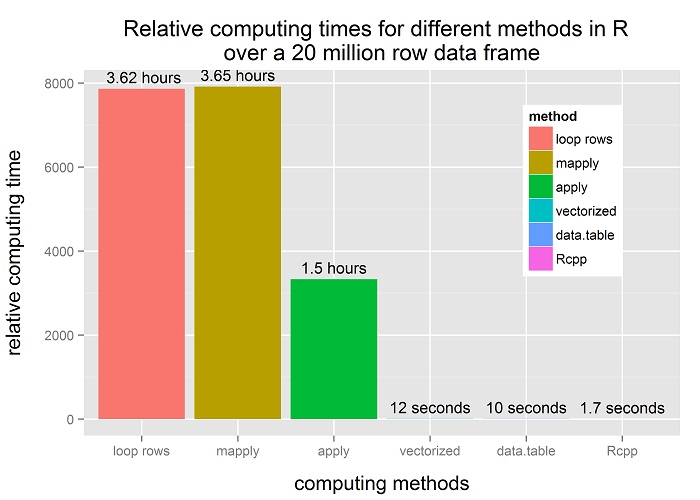 Relative computing times for different methods in R
over a 20 million row data frame
relative computing time
8000
6000
4000
2000
0
3.62 hours
3.65 hours
1.5 hours
12 seconds
10 seconds
1.7 seconds
method
loop rows
mapply
apply
vectorized
data.table
Rcpp
loop rows
mapply
apply
vectorized
data.table
Rcpp
computing methods